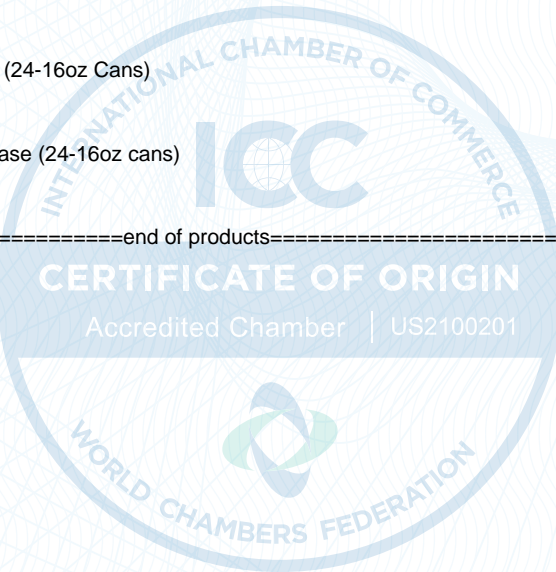 (24-16oz Cans)
INTERNATIONAL CHAMBER OF COMMERCE
ICC
ase (24-16oz cans)
==========end of products=======================
CERTIFICATE OF ORIGIN
Accredited Chamber | US2100201
WORLD CHAMBERS FEDERATION